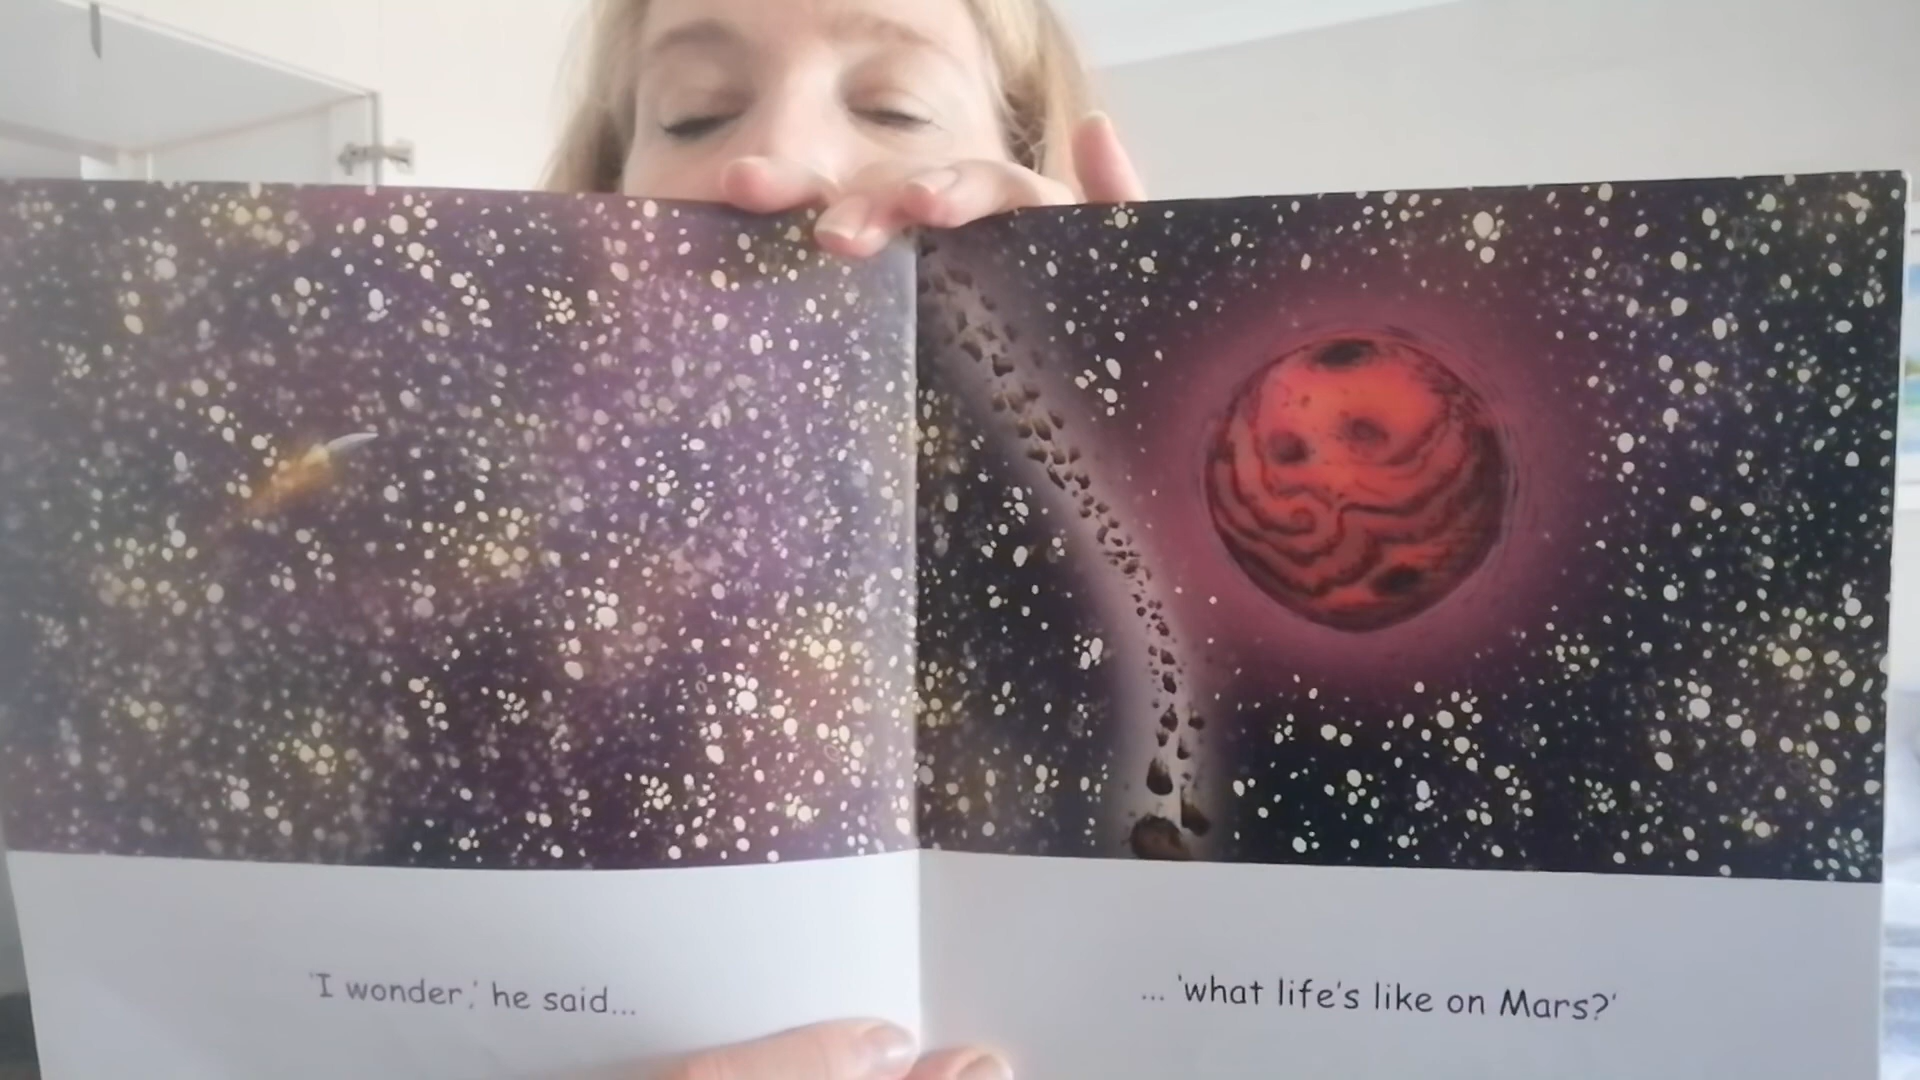 'I wonder,' he said...
... 'what life's like on Mars?'